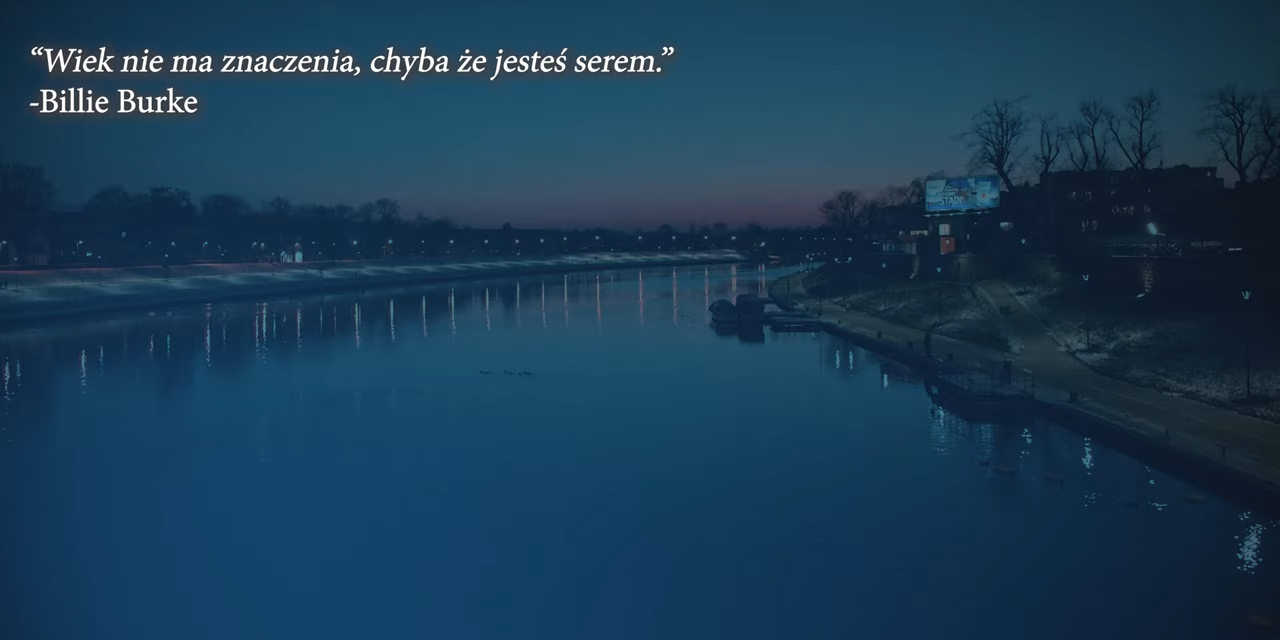 “Wiek nie ma znaczenia, chyba że jesteś serem.”
-Billie Burke